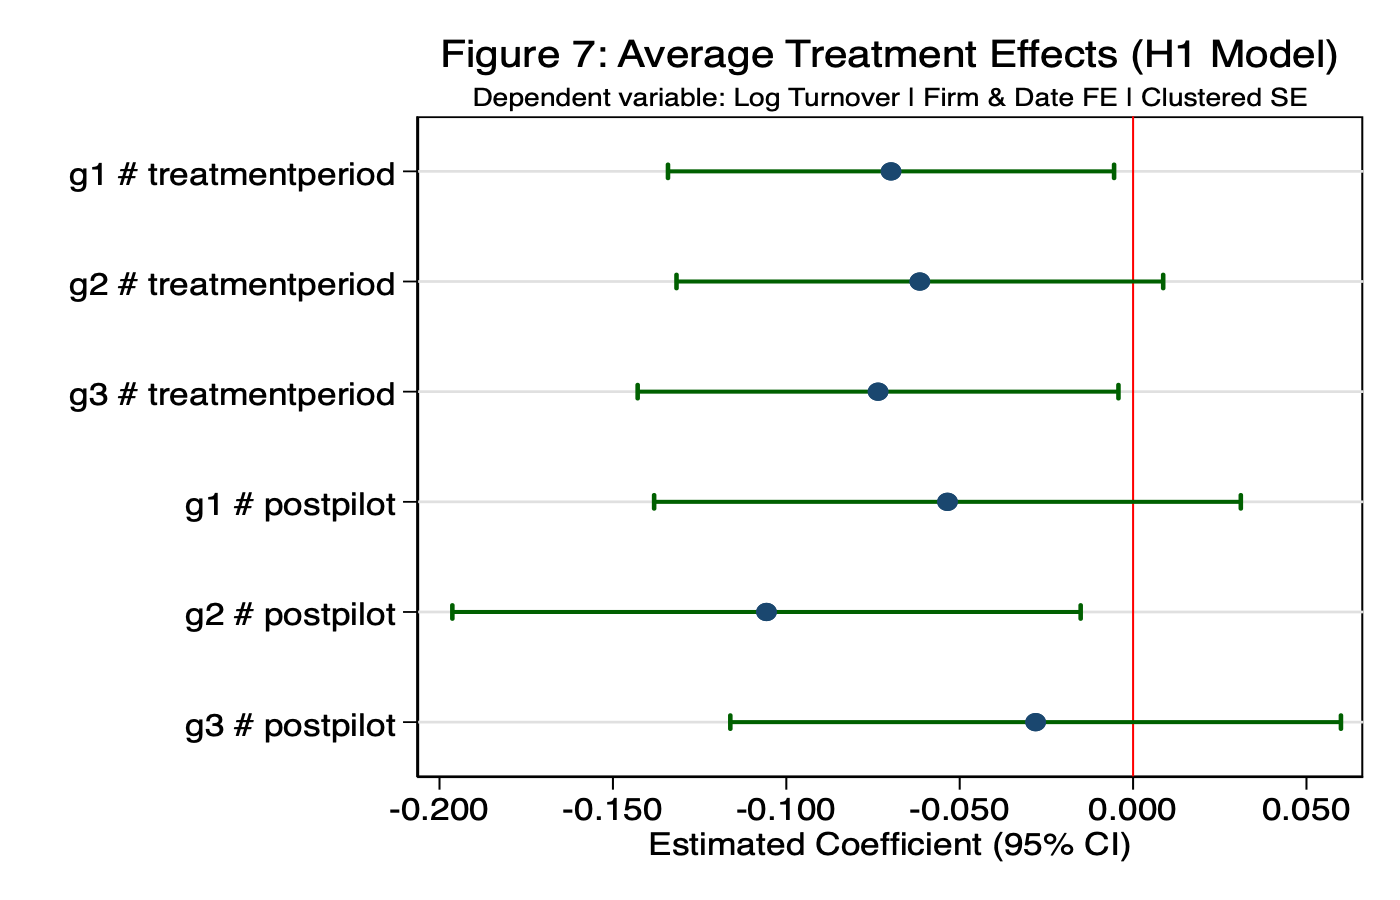 Figure 7: Average Treatment Effects (H1 Model)
Dependent variable: Log Turnover | Firm & Date FE | Clustered SE
g1 # treatmentperiod
g2 # treatmentperiod
g3 # treatmentperiod
g1 # postpilot
g2 # postpilot
g3 # postpilot
-0.200 -0.150 -0.100 -0.050 0.000 0.050
Estimated Coefficient (95% CI)